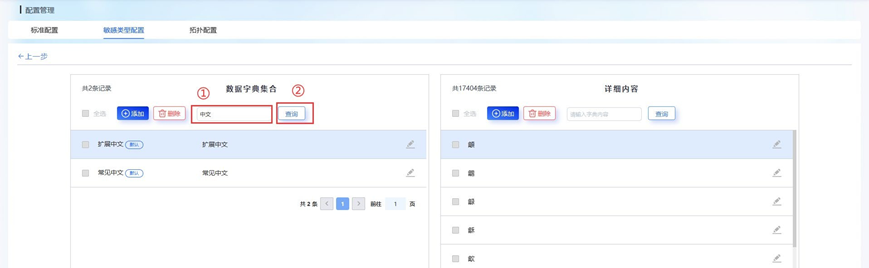 配置管理
标准配置 敏感类型配置 拓扑配置
←上一步
共2条记录 数据字典集合
① ②
全选 添加 删除 中文 查询
扩展中文 默认 扩展中文
常见中文 默认 常见中文
共 2 条 < 1 > 前往 1 页
共17404条记录 详细内容
全选 添加 删除 请输入字典内容 查询